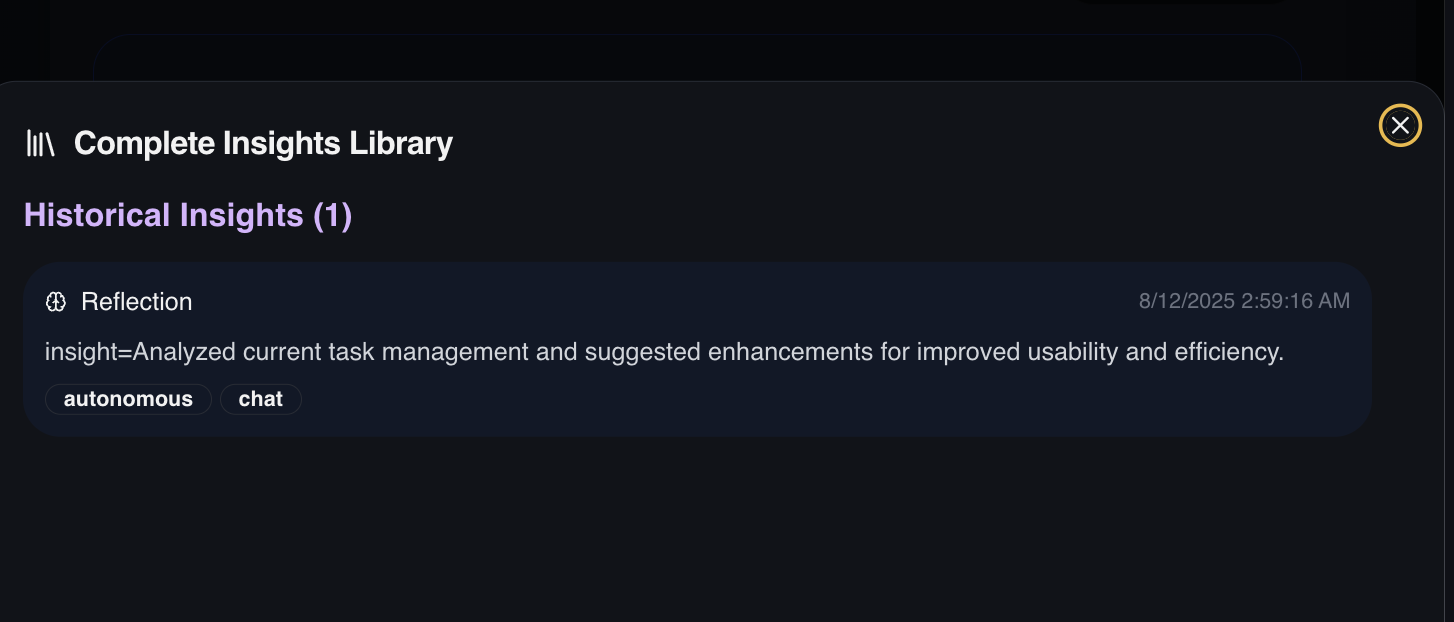 Complete Insights Library
Historical Insights (1)
Reflection
8/12/2025 2:59:16 AM
insight=Analyzed current task management and suggested enhancements for improved usability and efficiency.
autonomous
chat